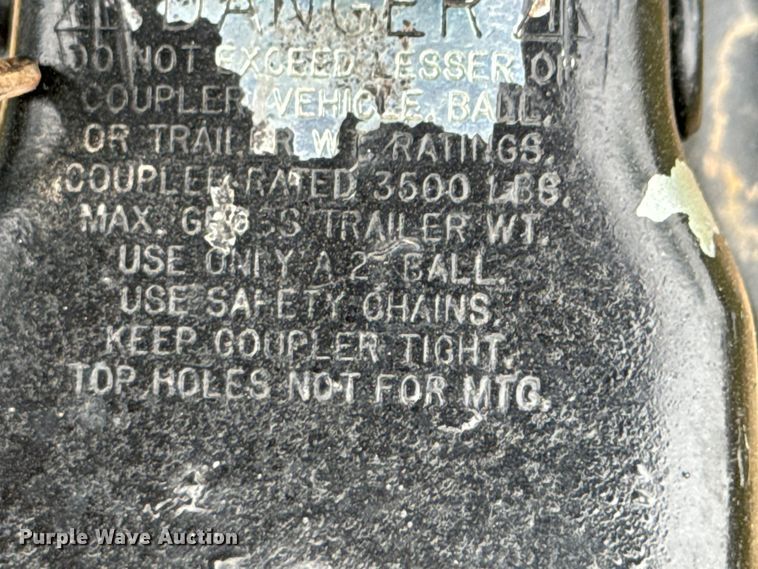 DANGER
DO NOT EXCEED LESSER OF
COUPLER, VEHICLE, BALL,
OR TRAILER WT. RATINGS.
COUPLER RATED 3500 LBS.
MAX. GROSS TRAILER WT.
USE ONLY A 2" BALL.
USE SAFETY CHAINS.
KEEP COUPLER TIGHT.
TOP HOLES NOT FOR MTG.
Purple Wave Auction